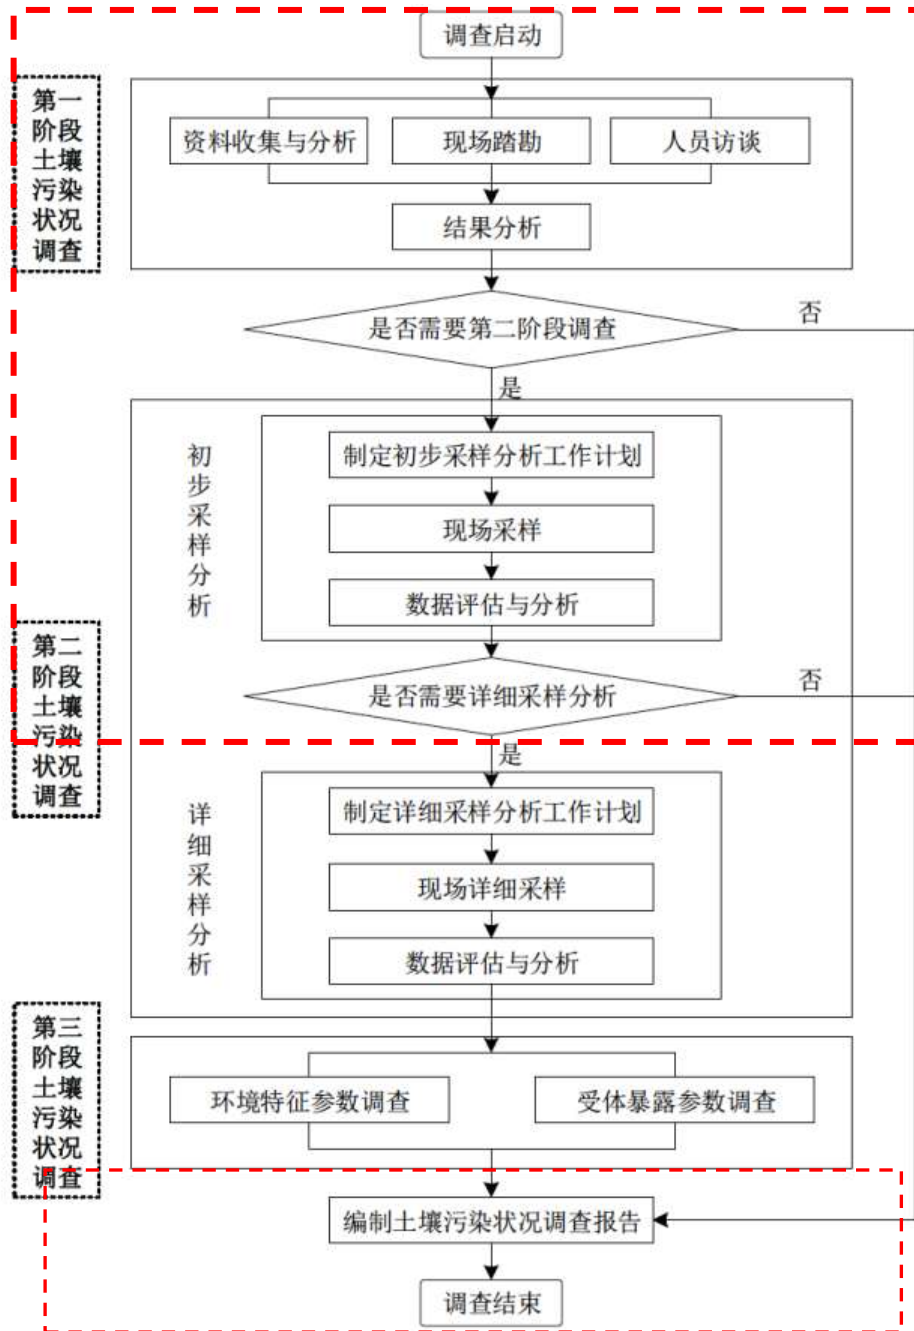 调查启动
第一
阶段
土壤
污染
状况
调查
资料收集与分析
现场踏勘
人员访谈
结果分析
是否需要第二阶段调查
否
是
初
步
采
样
分
析
制定初步采样分析工作计划
现场采样
数据评估与分析
第二
阶段
土壤
污染
状况
调查
是否需要详细采样分析
否
是
详
细
采
样
分
析
制定详细采样分析工作计划
现场详细采样
数据评估与分析
第三
阶段
土壤
污染
状况
调查
环境特征参数调查
受体暴露参数调查
编制土壤污染状况调查报告
调查结束